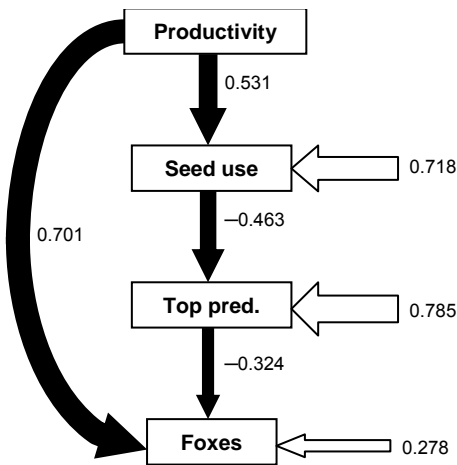 Productivity
0.531
Seed use
0.718
0.701
−0.463
Top pred.
0.785
−0.324
Foxes
0.278